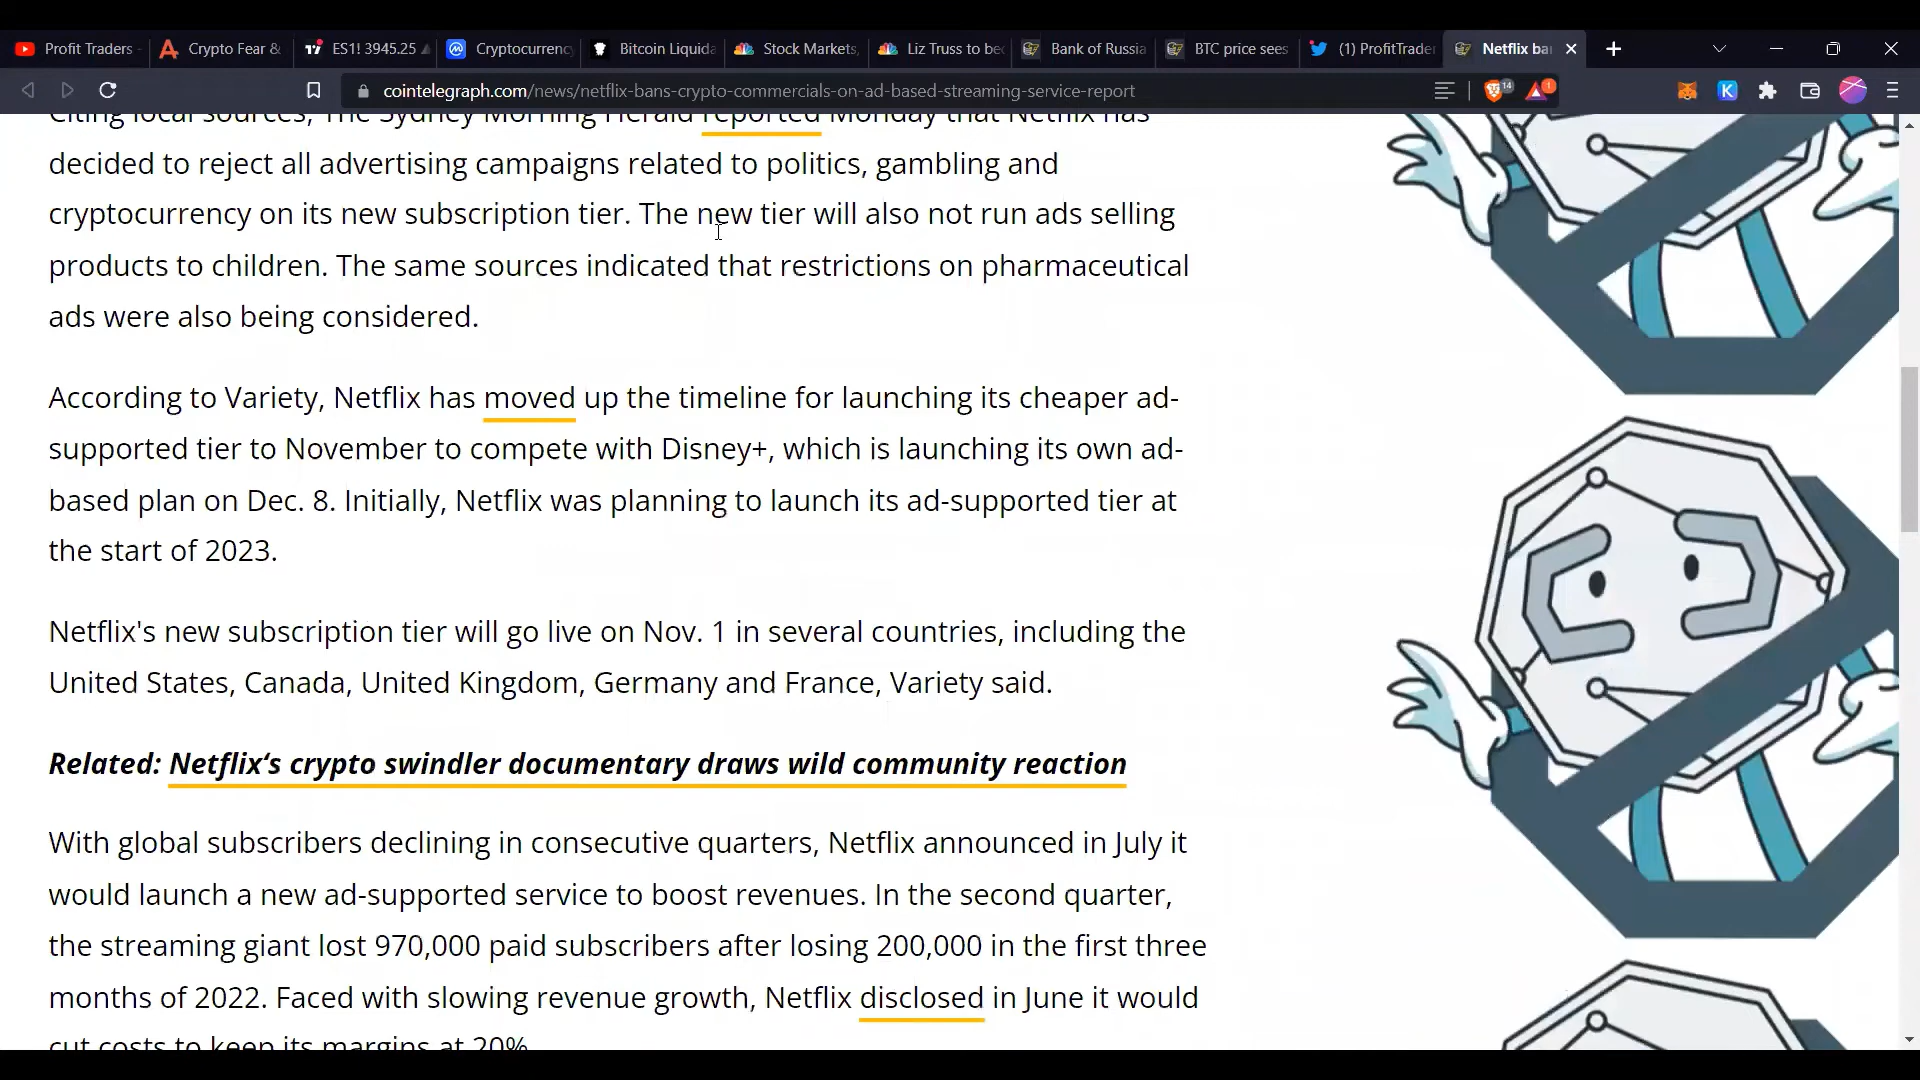 Profit Traders
Crypto Fear &
ES1! 3945.25
Cryptocurrency
Bitcoin Liquida
Stock Markets,
Liz Truss to be
Bank of Russia
BTC price sees
(1) ProfitTrade
Netflix ba
cointelegraph.com/news/netflix-bans-crypto-commercials-on-ad-based-streaming-service-report
14
1
Citing local sources, The Sydney Morning Herald reported Monday that Netflix has
decided to reject all advertising campaigns related to politics, gambling and
cryptocurrency on its new subscription tier. The new tier will also not run ads selling
products to children. The same sources indicated that restrictions on pharmaceutical
ads were also being considered.
According to Variety, Netflix has moved up the timeline for launching its cheaper ad-
supported tier to November to compete with Disney+, which is launching its own ad-
based plan on Dec. 8. Initially, Netflix was planning to launch its ad-supported tier at
the start of 2023.
Netflix's new subscription tier will go live on Nov. 1 in several countries, including the
United States, Canada, United Kingdom, Germany and France, Variety said.
Related: Netflix‘s crypto swindler documentary draws wild community reaction
With global subscribers declining in consecutive quarters, Netflix announced in July it
would launch a new ad-supported service to boost revenues. In the second quarter,
the streaming giant lost 970,000 paid subscribers after losing 200,000 in the first three
months of 2022. Faced with slowing revenue growth, Netflix disclosed in June it would
cut costs to keep its margins at 20%.